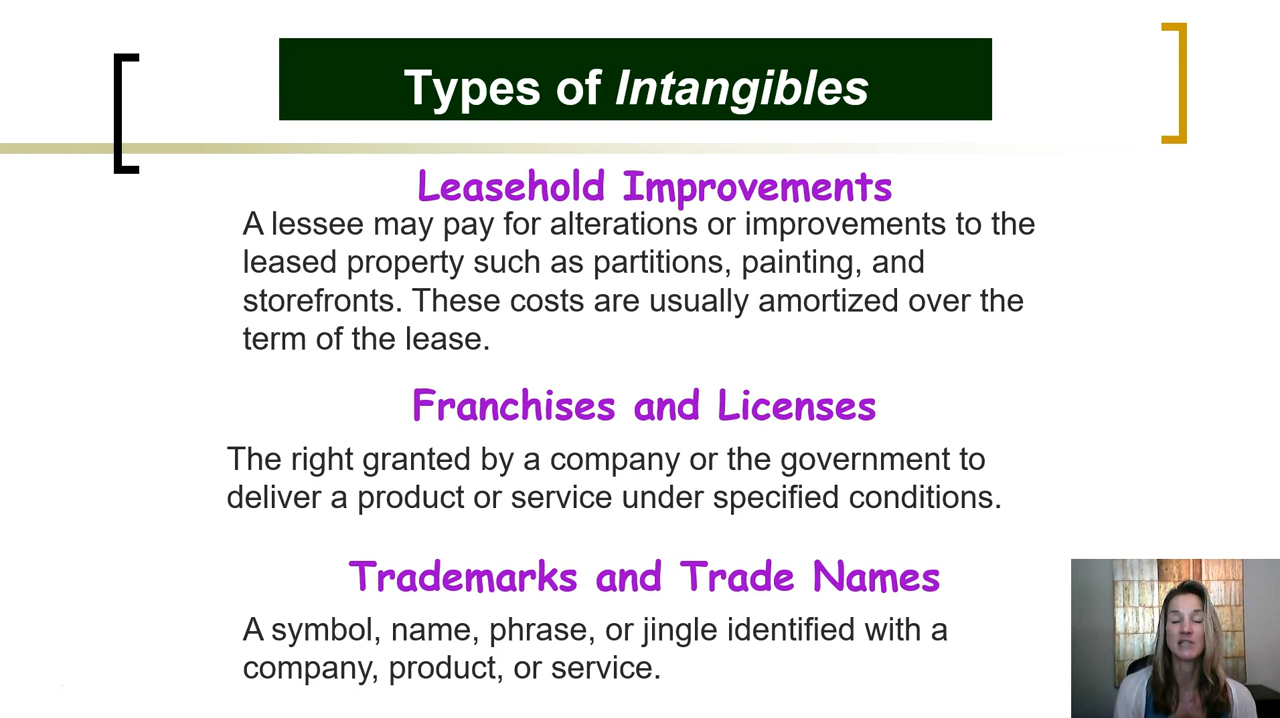 Types of Intangibles
Leasehold Improvements
A lessee may pay for alterations or improvements to the
leased property such as partitions, painting, and
storefronts. These costs are usually amortized over the
term of the lease.
Franchises and Licenses
The right granted by a company or the government to
deliver a product or service under specified conditions.
Trademarks and Trade Names
A symbol, name, phrase, or jingle identified with a
company, product, or service.